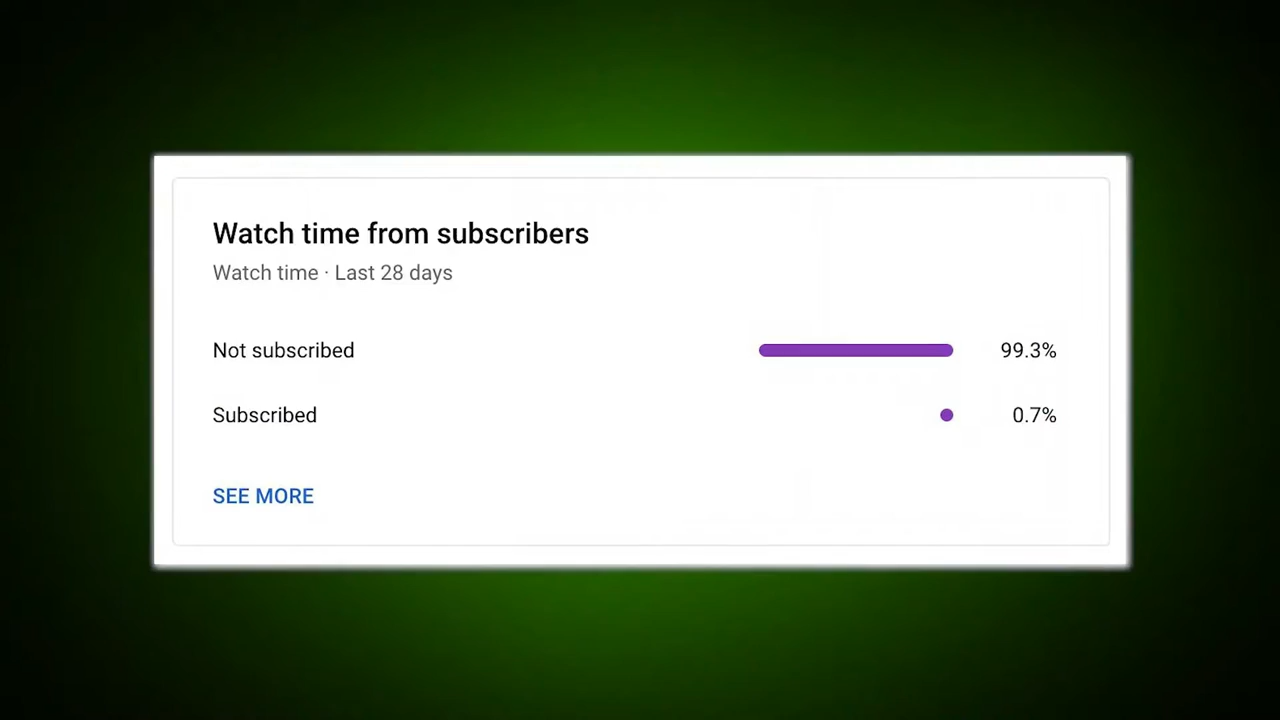 Watch time from subscribers
Watch time · Last 28 days
Not subscribed 99.3%
Subscribed 0.7%
SEE MORE